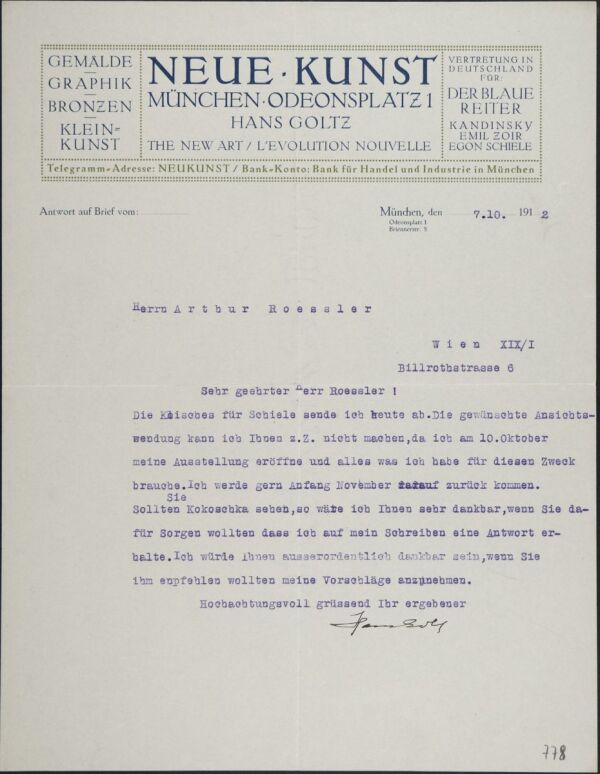 GEMÄLDE
GRAPHIK
BRONZEN
KLEIN=
KUNST
NEUE · KUNST
MÜNCHEN · ODEONSPLATZ 1
HANS GOLTZ
THE NEW ART / L'EVOLUTION NOUVELLE
VERTRETUNG IN
DEUTSCHLAND
FÜR:
DER BLAUE
REITER
KANDINSKY
EMIL ZOIR
EGON SCHIELE
Telegramm=Adresse: NEUKUNST / Bank=Konto: Bank für Handel und Industrie in München
Antwort auf Brief vom:
München, den 7.10. 1912
Odeonsplatz 1
Briennerstr. 8
Herrn Arthur Roessler
Wien XIX/I
Billrothstrasse 6
Sehr geehrter Herr Roessler !
Die Klisches für Schiele sende ich heute ab.Die gewünschte Ansichts-
wendung kann ich Ihnen z.Z. nicht machen,da ich am 10.Oktober
meine Ausstellung eröffne und alles was ich habe für diesen Zweck
brauche.Ich werde gern Anfang November darauf zurück kommen.
Sie
Sollten Kokoschka sehen,so wäre ich Ihnen sehr dankbar,wenn Sie da-
für Sorgen wollten dass ich auf mein Schreiben eine Antwort er-
halte.Ich würde Ihnen ausserordentlich dankbar sein,wenn Sie
ihm enpfehlen wollten meine Vorschläge anzunehmen.
Hochachtungsvoll grüssend Ihr ergebener
Hans Goltz
778